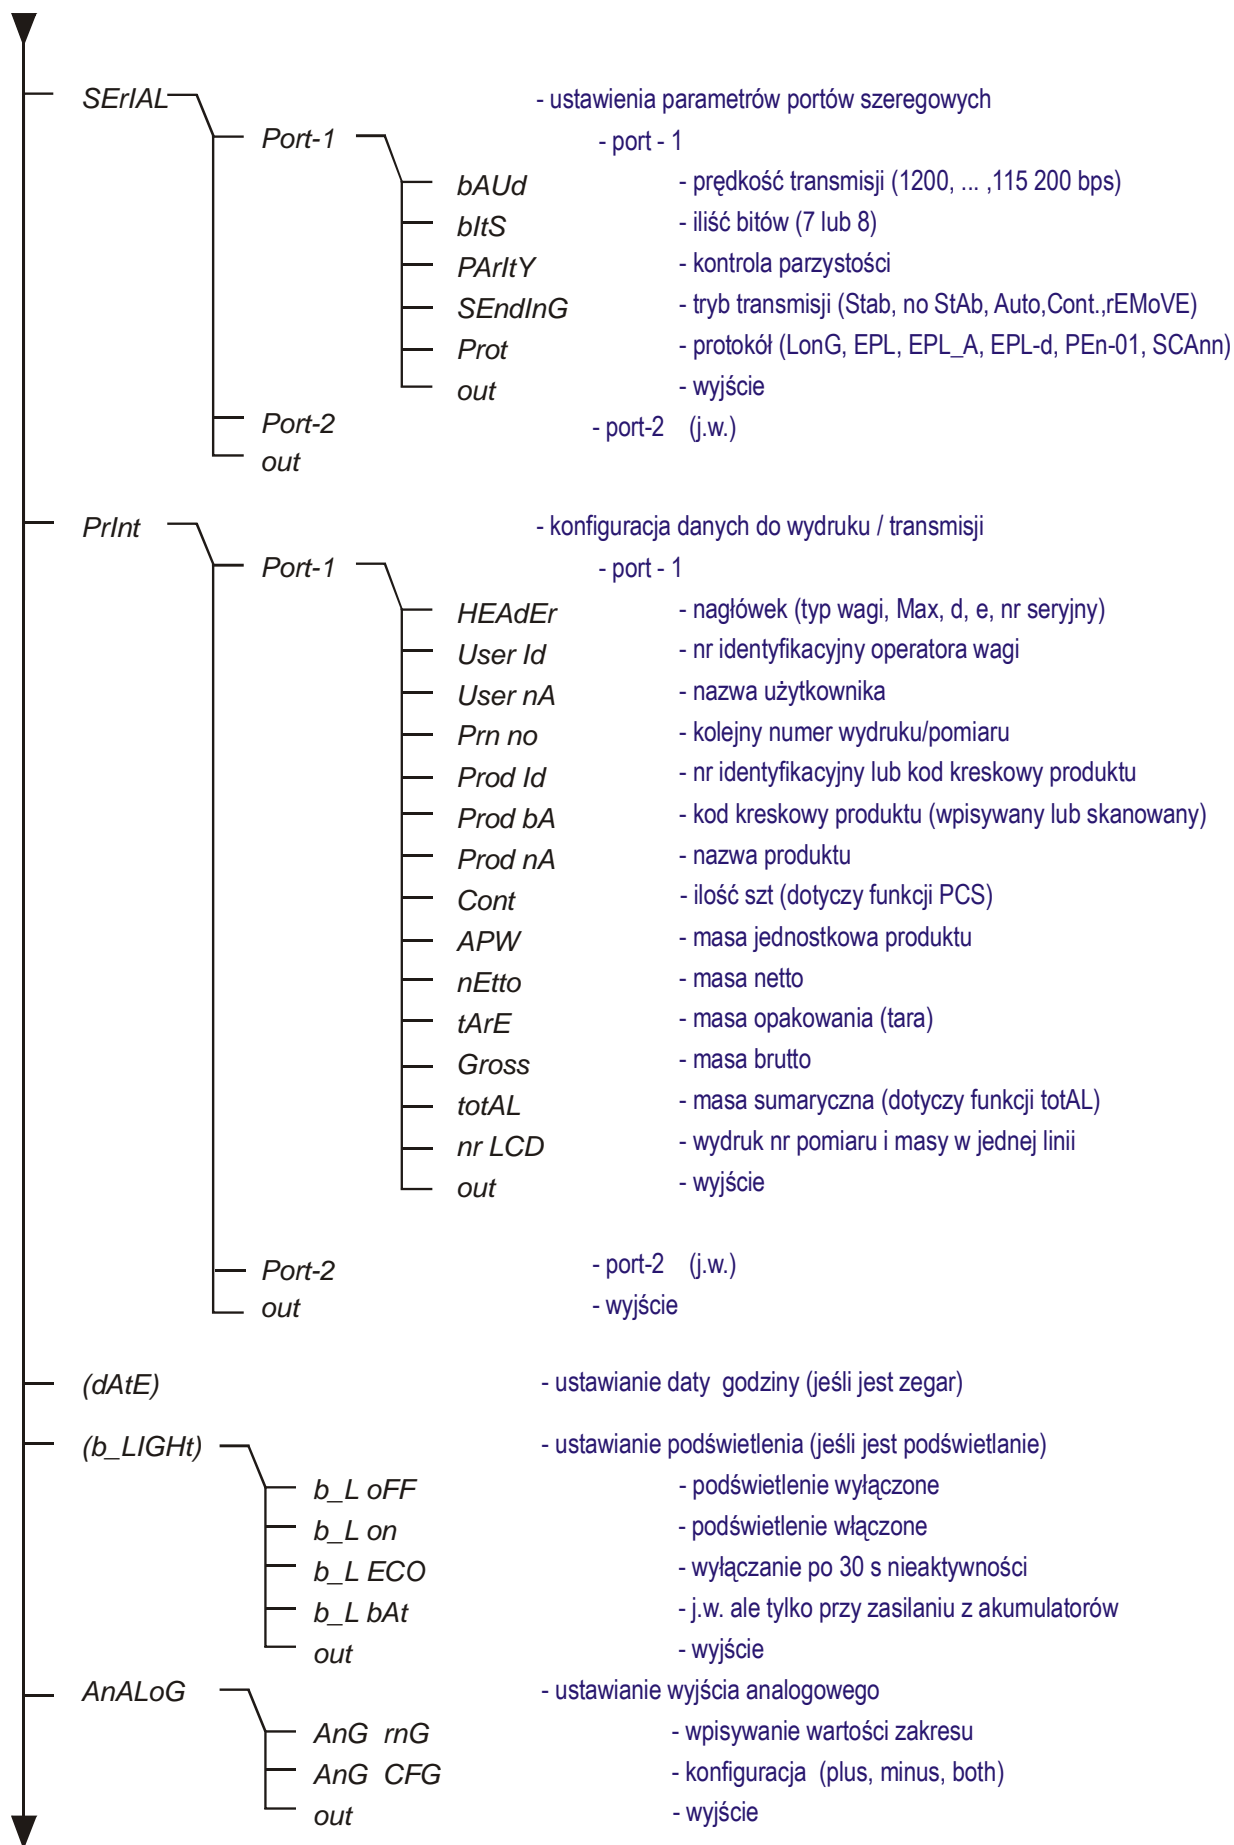 SErIAL - ustawienia parametrów portów szeregowych
Port-1 - port - 1
bAUd - prędkość transmisji (1200, ... ,115 200 bps)
bItS - iliść bitów (7 lub 8)
PArItY - kontrola parzystości
SEndInG - tryb transmisji (Stab, no StAb, Auto,Cont.,rEMoVE)
Prot - protokół (LonG, EPL, EPL_A, EPL-d, PEn-01, SCAnn)
out - wyjście
Port-2 - port-2 (j.w.)
out
PrInt - konfiguracja danych do wydruku / transmisji
Port-1 - port - 1
HEAdEr - nagłówek (typ wagi, Max, d, e, nr seryjny)
User Id - nr identyfikacyjny operatora wagi
User nA - nazwa użytkownika
Prn no - kolejny numer wydruku/pomiaru
Prod Id - nr identyfikacyjny lub kod kreskowy produktu
Prod bA - kod kreskowy produktu (wpisywany lub skanowany)
Prod nA - nazwa produktu
Cont - ilość szt (dotyczy funkcji PCS)
APW - masa jednostkowa produktu
nEtto - masa netto
tArE - masa opakowania (tara)
Gross - masa brutto
totAL - masa sumaryczna (dotyczy funkcji totAL)
nr LCD - wydruk nr pomiaru i masy w jednej linii
out - wyjście
Port-2 - port-2 (j.w.)
out - wyjście
(dAtE) - ustawianie daty godziny (jeśli jest zegar)
(b_LIGHt) - ustawianie podświetlenia (jeśli jest podświetlanie)
b_L oFF - podświetlenie wyłączone
b_L on - podświetlenie włączone
b_L ECO - wyłączanie po 30 s nieaktywności
b_L bAt - j.w. ale tylko przy zasilaniu z akumulatorów
out - wyjście
AnALoG - ustawianie wyjścia analogowego
AnG rnG - wpisywanie wartości zakresu
AnG CFG - konfiguracja (plus, minus, both)
out - wyjście